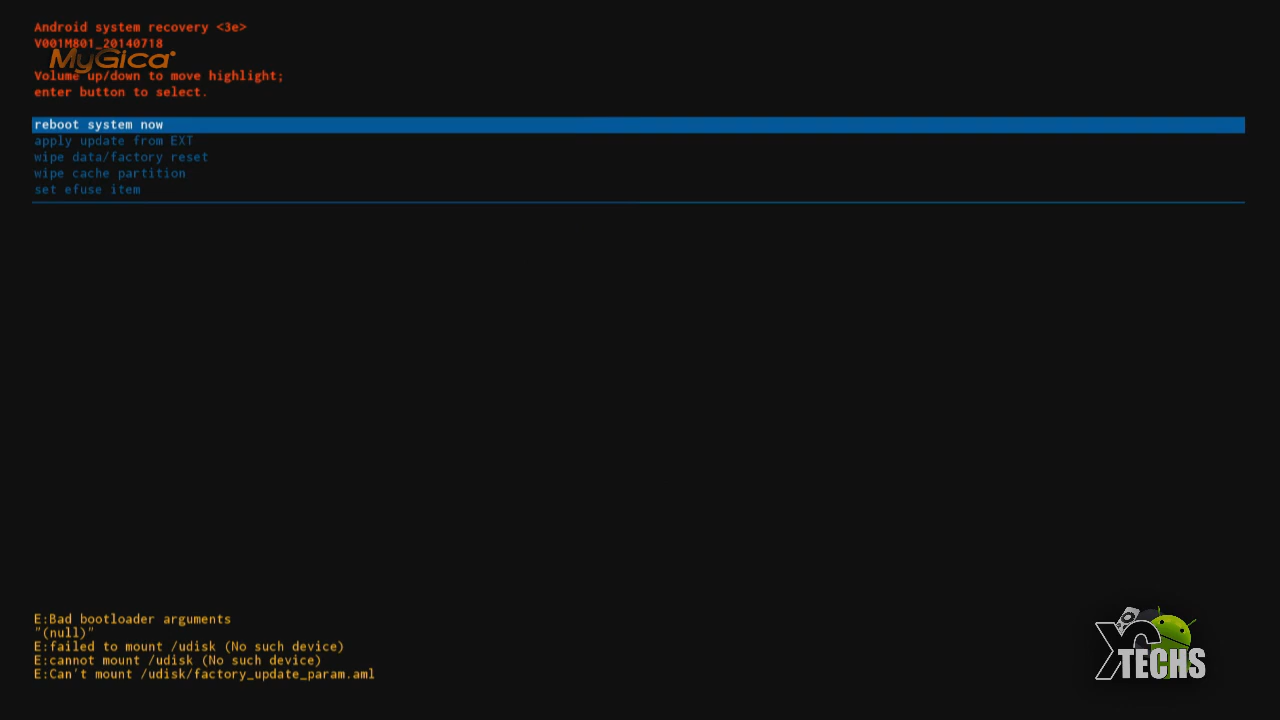 Android system recovery <3e>
V001M801_20140718
MyGica
Volume up/down to move highlight;
enter button to select.
reboot system now
apply update from EXT
wipe data/factory reset
wipe cache partition
set efuse item
E:Bad bootloader arguments
"(null)"
E:failed to mount /udisk (No such device)
E:cannot mount /udisk (No such device)
E:Can't mount /udisk/factory_update_param.aml
TECHS